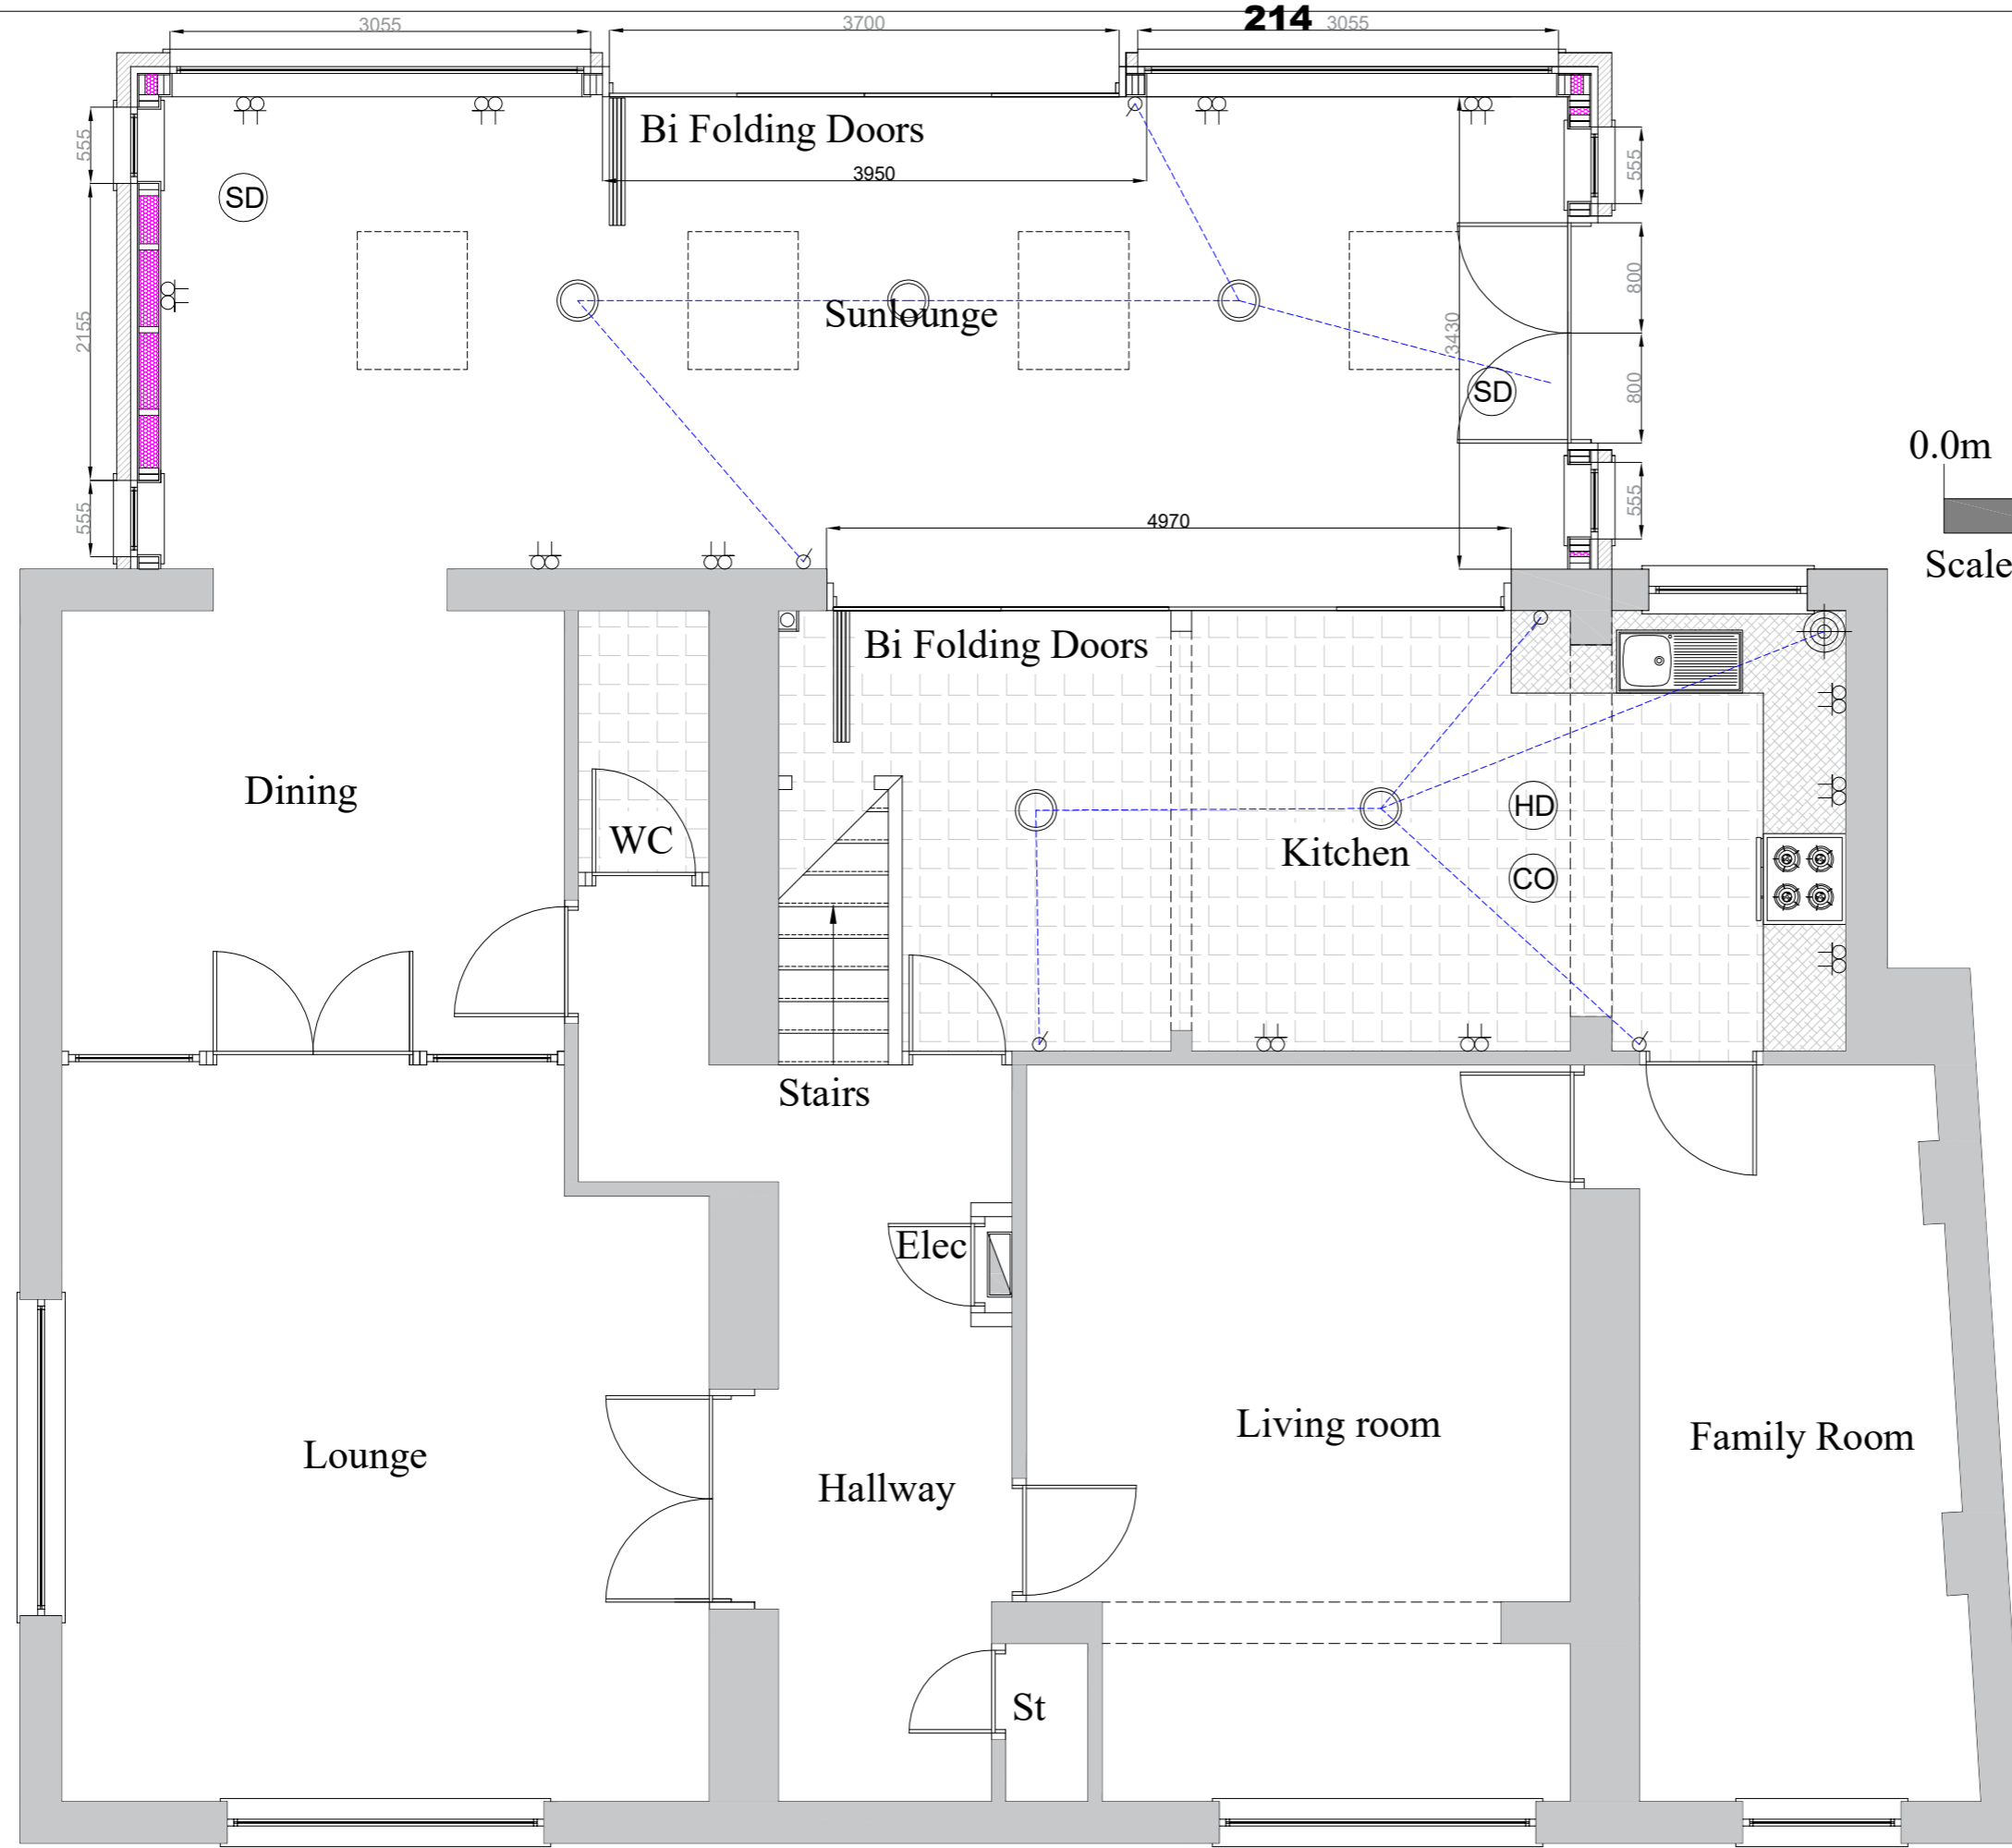 3055
3700
214
3055
Bi Folding Doors
3950
555
555
SD
800
Sunlounge
2155
3430
800
SD
0.0m
555
555
4970
Scale
Bi Folding Doors
Dining
WC
HD
Kitchen
CO
Stairs
Elec
Living room
Family Room
Lounge
Hallway
St